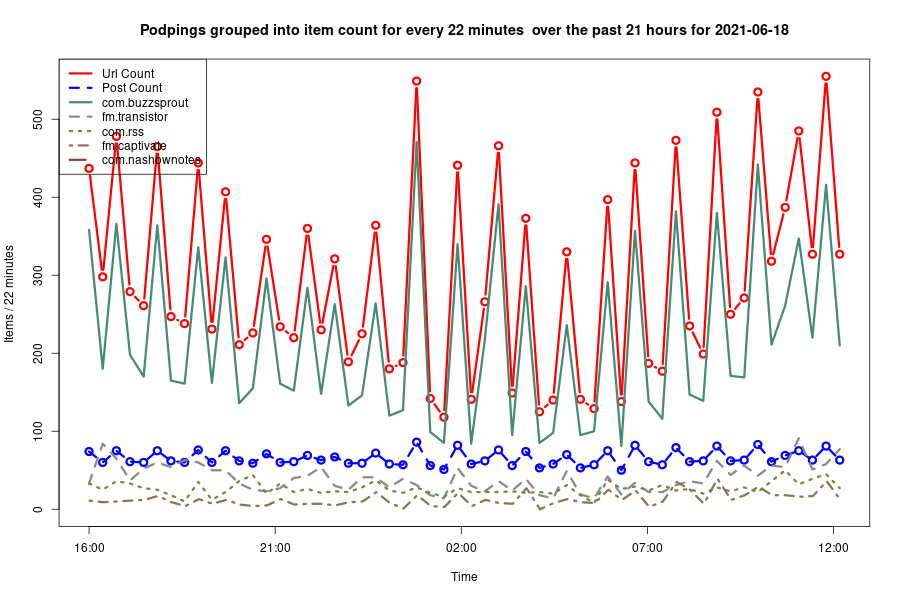 Podpings grouped into item count for every 22 minutes  over the past 21 hours for 2021-06-18
Url Count
Post Count
com.buzzsprout
fm.transistor
com.rss
fm.captivate
com.nashownotes
Items / 22 minutes
500
400
300
200
100
0
16:00
21:00
02:00
07:00
12:00
Time